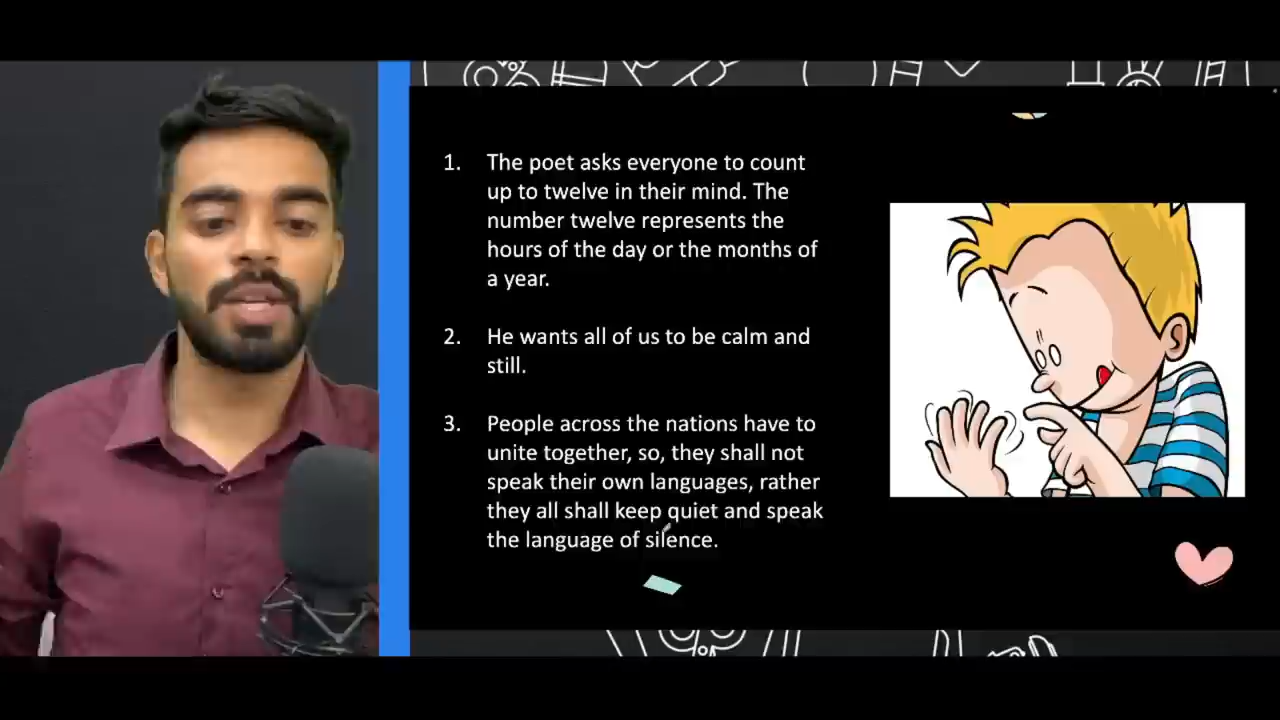 1. The poet asks everyone to count
up to twelve in their mind. The
number twelve represents the
hours of the day or the months of
a year.
2. He wants all of us to be calm and
still.
3. People across the nations have to
unite together, so, they shall not
speak their own languages, rather
they all shall keep quiet and speak
the language of silence.